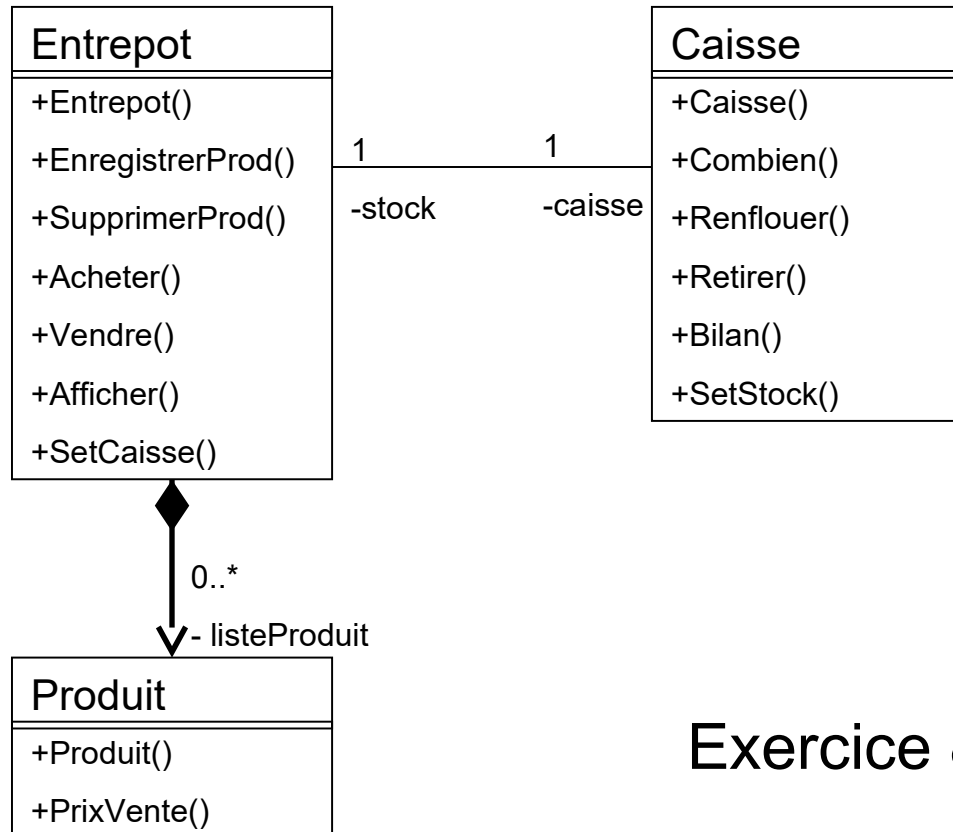 Entrepot
+Entrepot()
+EnregistrerProd()
+SupprimerProd()
+Acheter()
+Vendre()
+Afficher()
+SetCaisse()
1
1
-stock
-caisse
Caisse
+Caisse()
+Combien()
+Renflouer()
+Retirer()
+Bilan()
+SetStock()
0..*
- listeProduit
Produit
+Produit()
+PrixVente()
Exercice